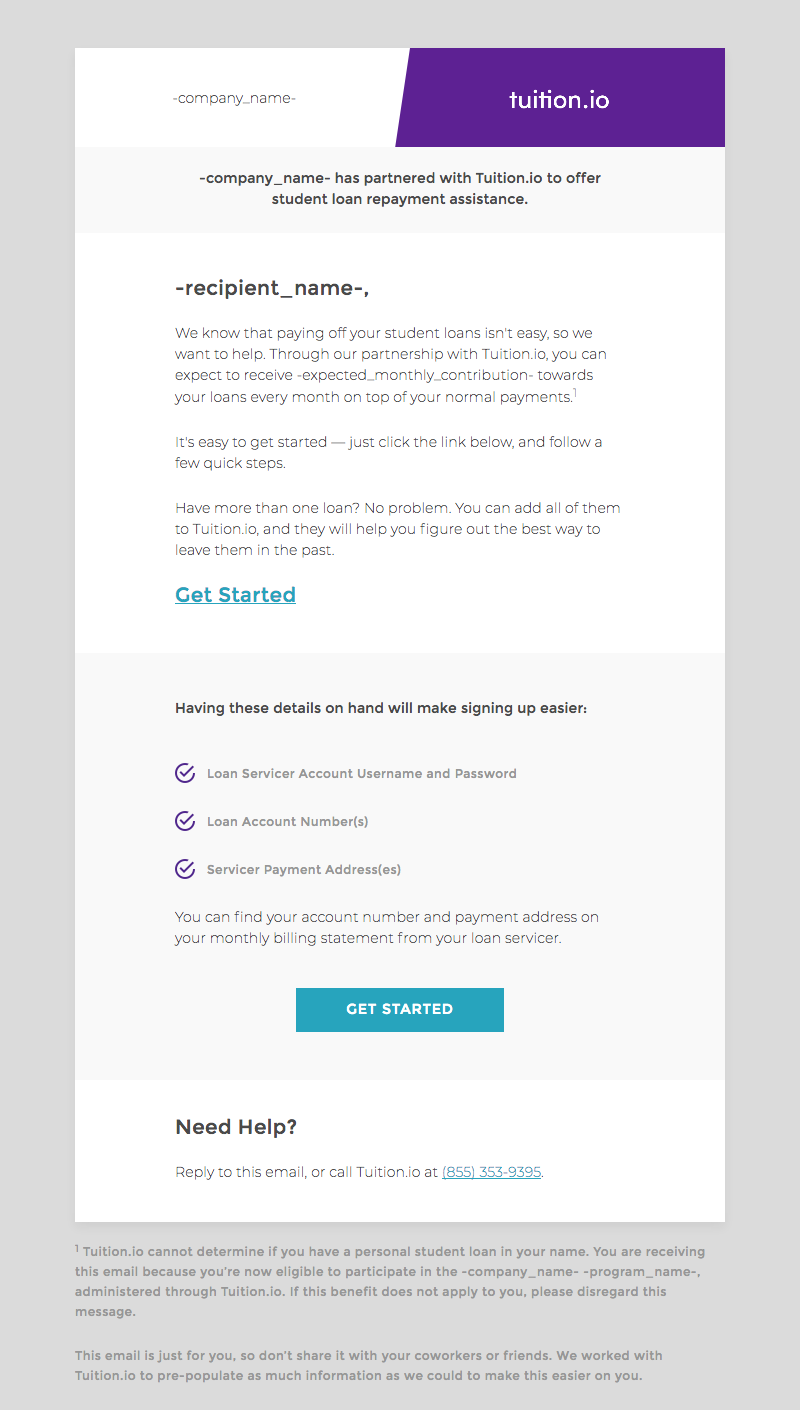 -company_name-
tuition.io
-company_name- has partnered with Tuition.io to offer
student loan repayment assistance.
-recipient_name-,
We know that paying off your student loans isn't easy, so we
want to help. Through our partnership with Tuition.io, you can
expect to receive -expected_monthly_contribution- towards
your loans every month on top of your normal payments.1
It's easy to get started — just click the link below, and follow a
few quick steps.
Have more than one loan? No problem. You can add all of them
to Tuition.io, and they will help you figure out the best way to
leave them in the past.
Get Started
Having these details on hand will make signing up easier:
Loan Servicer Account Username and Password
Loan Account Number(s)
Servicer Payment Address(es)
You can find your account number and payment address on
your monthly billing statement from your loan servicer.
GET STARTED
Need Help?
Reply to this email, or call Tuition.io at (855) 353-9395.
1 Tuition.io cannot determine if you have a personal student loan in your name. You are receiving
this email because you're now eligible to participate in the -company_name- -program_name-,
administered through Tuition.io. If this benefit does not apply to you, please disregard this
message.
This email is just for you, so don't share it with your coworkers or friends. We worked with
Tuition.io to pre-populate as much information as we could to make this easier on you.